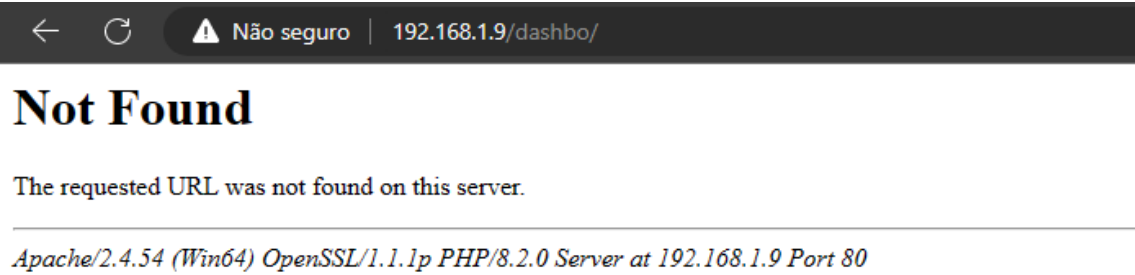 Não seguro | 192.168.1.9/dashbo/
Not Found
The requested URL was not found on this server.
Apache/2.4.54 (Win64) OpenSSL/1.1.1p PHP/8.2.0 Server at 192.168.1.9 Port 80